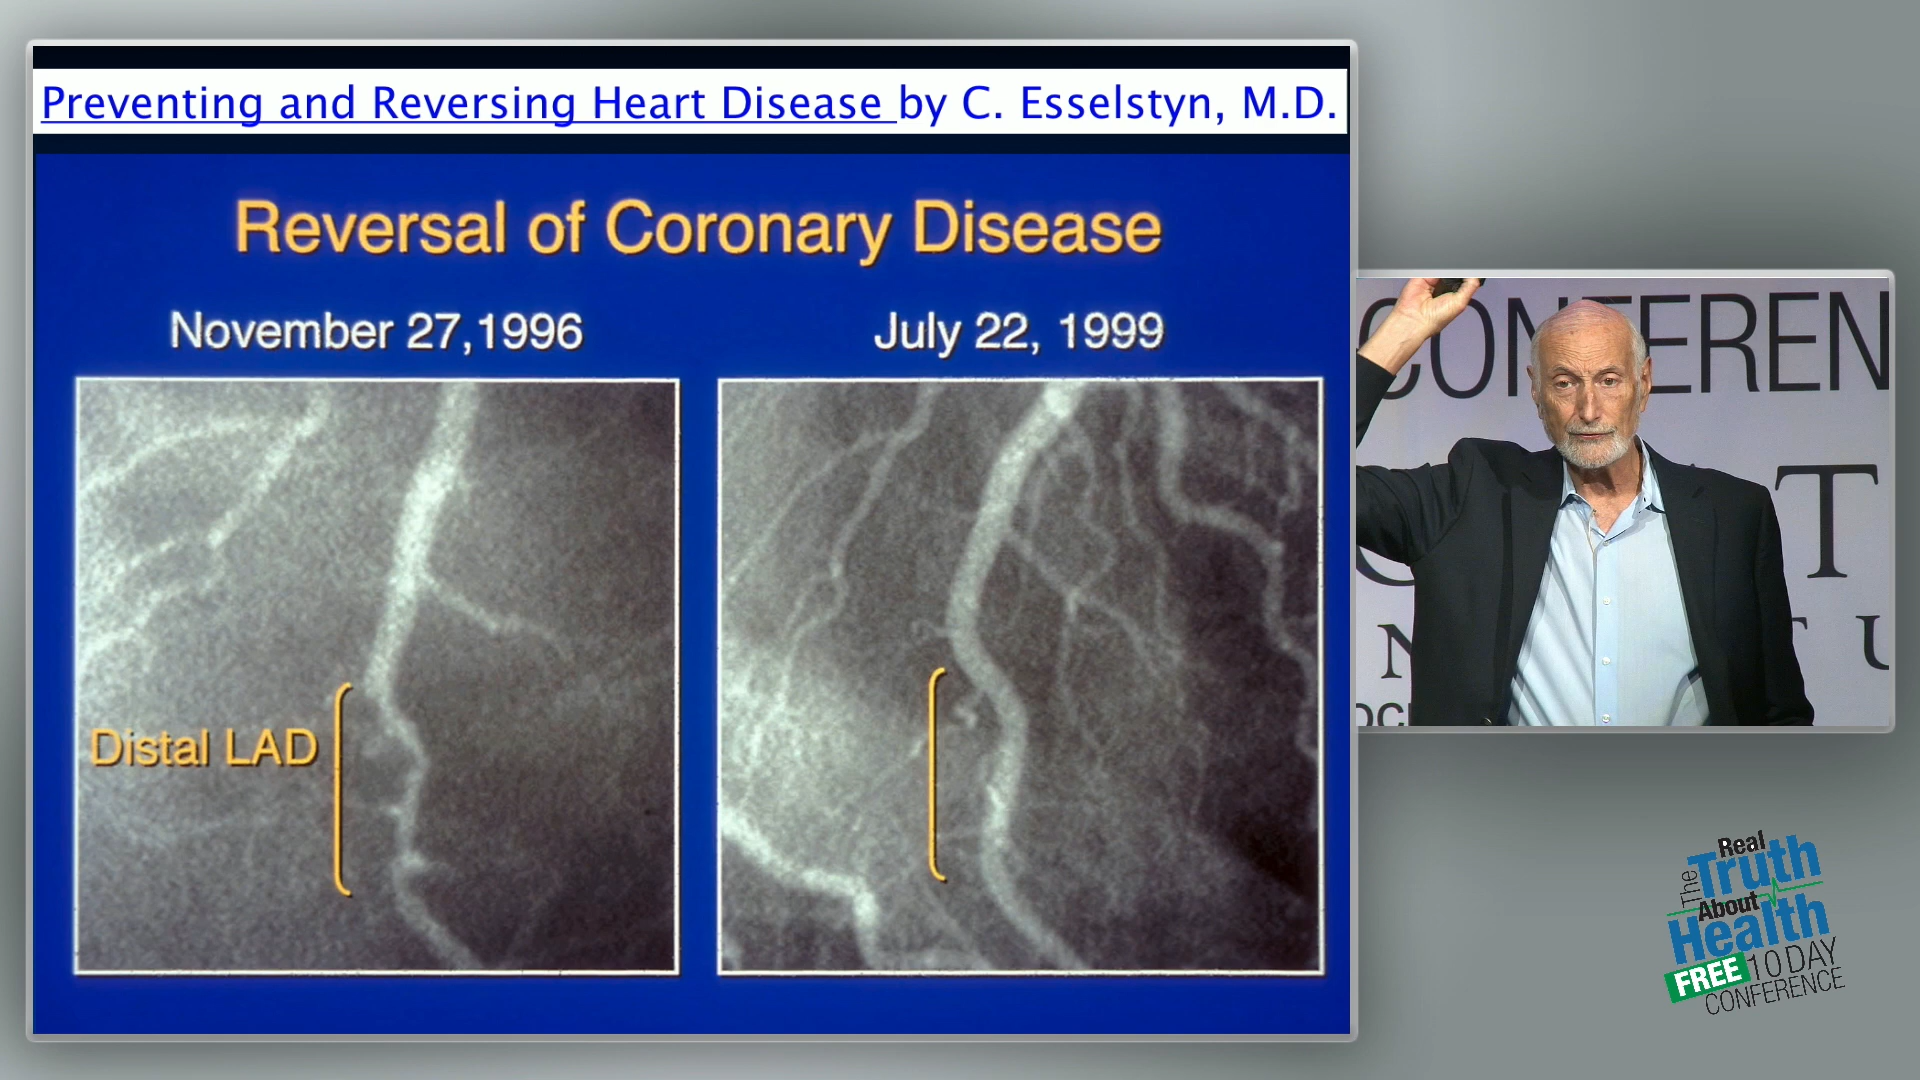 Preventing and Reversing Heart Disease by C. Esselstyn, M.D.
Reversal of Coronary Disease
November 27,1996
July 22, 1999
Distal LAD
CONFEREN
T
N
T U
The Real
Truth
About
Health
FREE 10 DAY
CONFERENCE